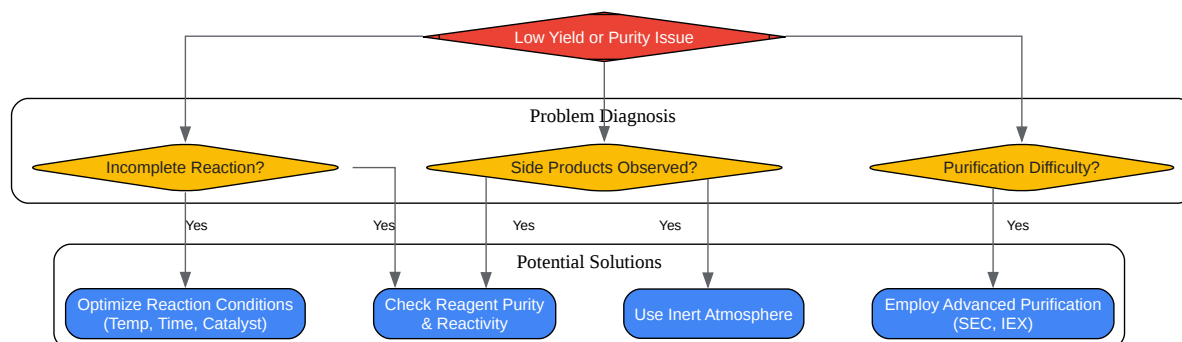 Low Yield or Purity Issue
Problem Diagnosis
Incomplete Reaction?
Side Products Observed?
Purification Difficulty?
Yes
Yes
Yes
Yes
Yes
Potential Solutions
Optimize Reaction Conditions
(Temp, Time, Catalyst)
Check Reagent Purity
& Reactivity
Use Inert Atmosphere
Employ Advanced Purification
(SEC, IEX)